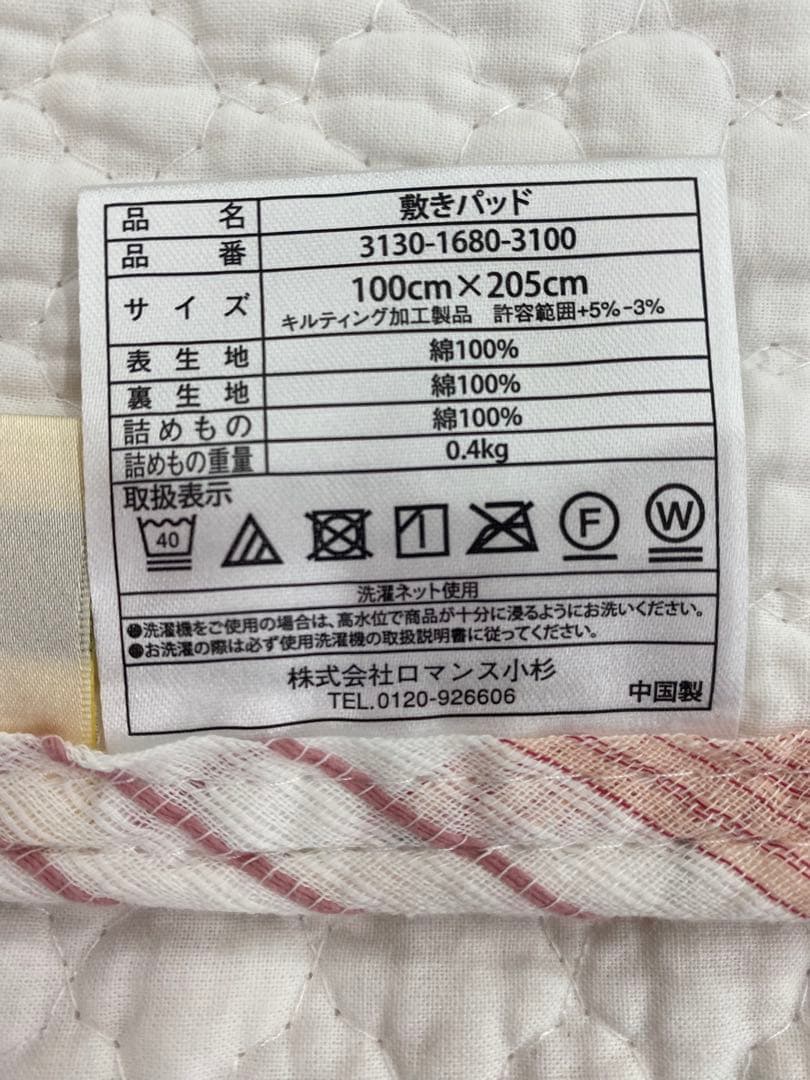 品名 敷きパッド
品番 3130-1680-3100
サイズ 100cm×205cm
キルティング加工製品 許容範囲+5%-3%
表生地 綿100%
裏生地 綿100%
詰めもの 綿100%
詰めもの重量 0.4kg
取扱表示
40 F W
洗濯ネット使用
●洗濯機をご使用の場合は、高水位で商品が十分に浸るようにお洗いください。
●お洗濯の際は必ず使用洗濯機の取扱説明書に従ってください。
株式会社ロマンス小杉
TEL.0120-926606 中国製